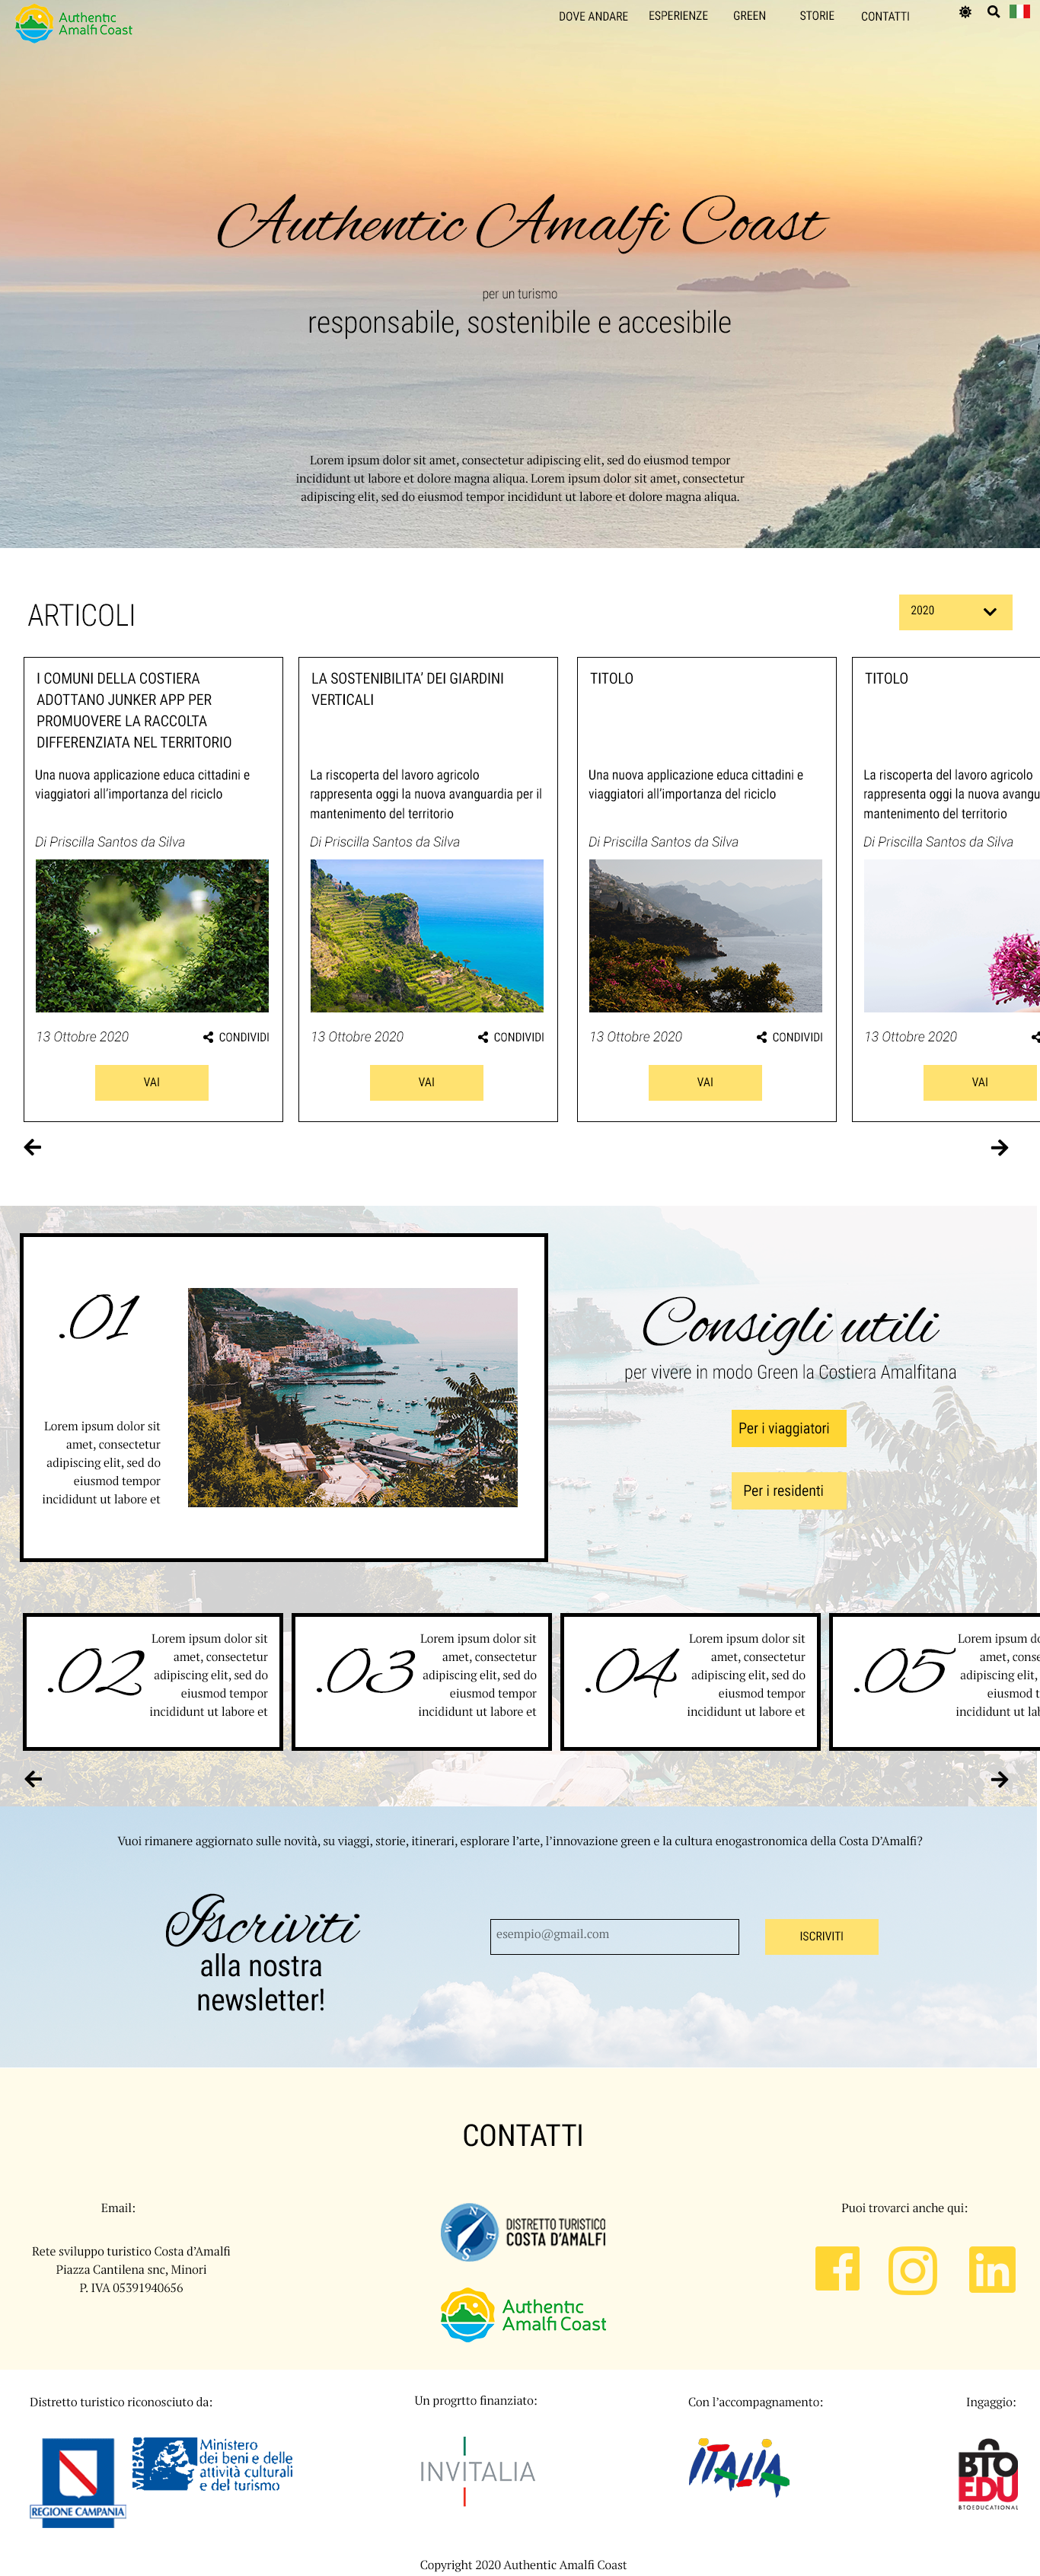 Authentic
Amalfi Coast
DOVE ANDARE
ESPERIENZE
GREEN
STORIE
CONTATTI
Authentic Amalfi Coast
per un turismo
responsabile, sostenibile e accesibile
Lorem ipsum dolor sit amet, consectetur adipiscing elit, sed do eiusmod tempor
incididunt ut labore et dolore magna aliqua. Lorem ipsum dolor sit amet, consectetur
adipiscing elit, sed do eiusmod tempor incididunt ut labore et dolore magna aliqua.
ARTICOLI
2020
I COMUNI DELLA COSTIERA
ADOTTANO JUNKER APP PER
PROMUOVERE LA RACCOLTA
DIFFERENZIATA NEL TERRITORIO
Una nuova applicazione educa cittadini e
viaggiatori all'importanza del riciclo
Di Priscilla Santos da Silva
13 Ottobre 2020
CONDIVIDI
VAI
LA SOSTENIBILITA' DEI GIARDINI
VERTICALI
La riscoperta del lavoro agricolo
rappresenta oggi la nuova avanguardia per il
mantenimento del territorio
Di Priscilla Santos da Silva
13 Ottobre 2020
CONDIVIDI
VAI
TITOLO
Una nuova applicazione educa cittadini e
viaggiatori all'importanza del riciclo
Di Priscilla Santos da Silva
13 Ottobre 2020
CONDIVIDI
VAI
TITOLO
La riscoperta del lavoro agricolo
rappresenta oggi la nuova avangu
mantenimento del territorio
Di Priscilla Santos da Silva
13 Ottobre 2020
VAI
.01
Lorem ipsum dolor sit
amet, consectetur
adipiscing elit, sed do
eiusmod tempor
incididunt ut labore et
Consigli utili
per vivere in modo Green la Costiera Amalfitana
Per i viaggiatori
Per i residenti
.02
Lorem ipsum dolor sit
amet, consectetur
adipiscing elit, sed do
eiusmod tempor
incididunt ut labore et
.03
Lorem ipsum dolor sit
amet, consectetur
adipiscing elit, sed do
eiusmod tempor
incididunt ut labore et
.04
Lorem ipsum dolor sit
amet, consectetur
adipiscing elit, sed do
eiusmod tempor
incididunt ut labore et
.05
Lorem ipsum do
amet, conse
adipiscing elit,
eiusmod t
incididunt ut lab
Vuoi rimanere aggiornato sulle novità, su viaggi, storie, itinerari, esplorare l'arte, l'innovazione green e la cultura enogastronomica della Costa D'Amalfi?
Iscriviti
alla nostra
newsletter!
esempio@gmail.com
ISCRIVITI
CONTATTI
Email:
Rete sviluppo turistico Costa d'Amalfi
Piazza Cantilena snc, Minori
P. IVA 05391940656
N
W E
S
DISTRETTO TURISTICO
COSTA D'AMALFI
Authentic
Amalfi Coast
Puoi trovarci anche qui:
Distretto turistico riconosciuto da:
REGIONE CAMPANIA
MiBAC
Ministero
dei beni e delle
attività culturali
e del turismo
Un progrtto finanziato:
INVITALIA
Con l'accompagnamento:
ITALIA
Ingaggio:
BTO
EDU
BTOEDUCATIONAL
Copyright 2020 Authentic Amalfi Coast